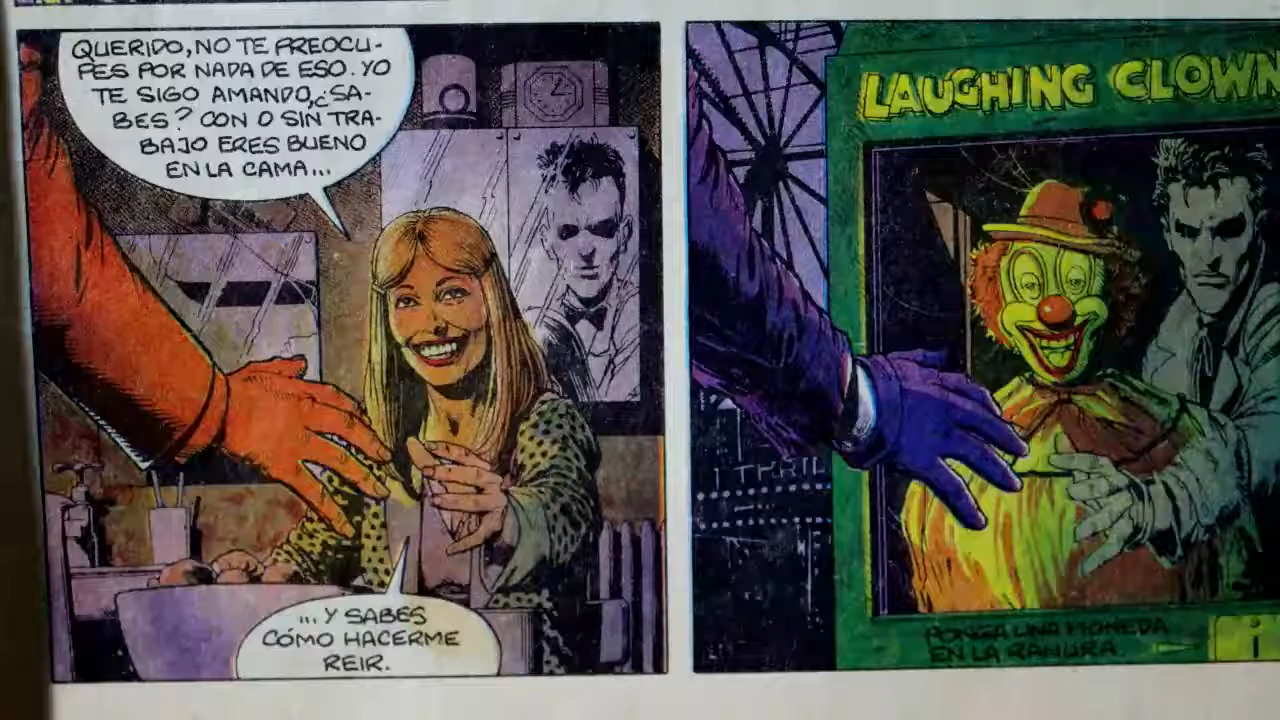 QUERIDO, NO TE PREOCU-
PES POR NADA DE ESO. YO
TE SIGO AMANDO, ¿SA-
BES? CON O SIN TRA-
BAJO ERES BUENO
EN LA CAMA...
...Y SABES
CÓMO HACERME
REIR.
LAUGHING CLOWN
PONGA UNA MONEDA
EN LA RANURA.